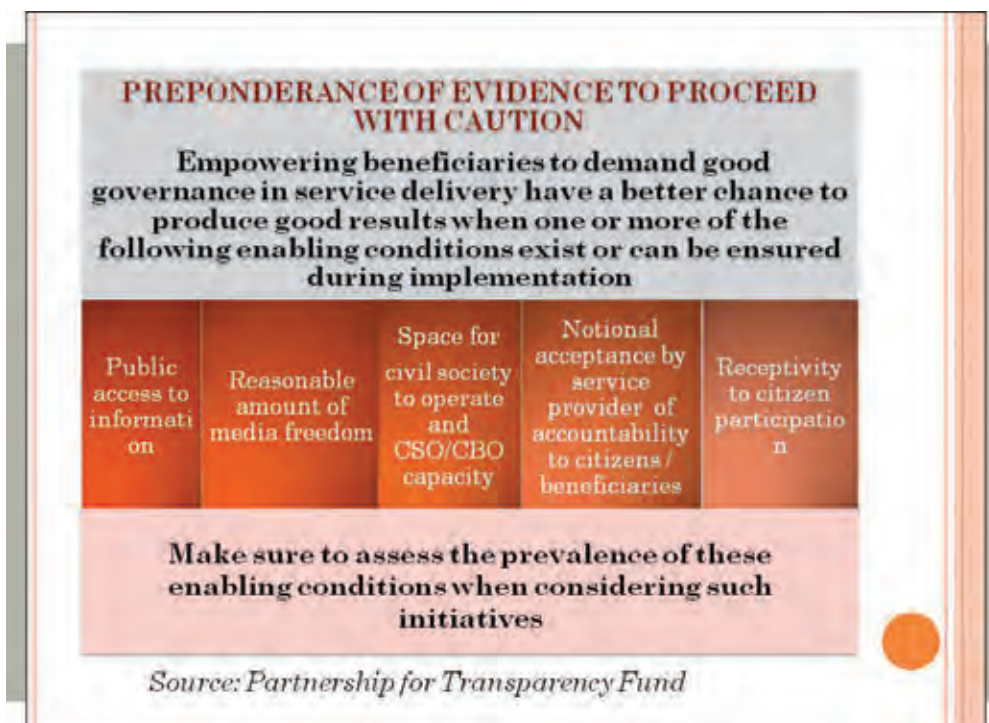 PREPONDERANCE OF EVIDENCE TO PROCEED
WITH CAUTION
Empowering beneficiaries to demand good
governance in service delivery have a better chance to
produce good results when one or more of the
following enabling conditions exist or can be ensured
during implementation
Public
access to
informati
on
Reasonable
amount of
media freedom
Space for
civil society
to operate
and
CSO/CBO
capacity
Notional
acceptance by
service
provider of
accountability
to citizens /
beneficiaries
Receptivity
to citizen
participatio
n
Make sure to assess the prevalence of these
enabling conditions when considering such
initiatives
Source: Partnership for Transparency Fund